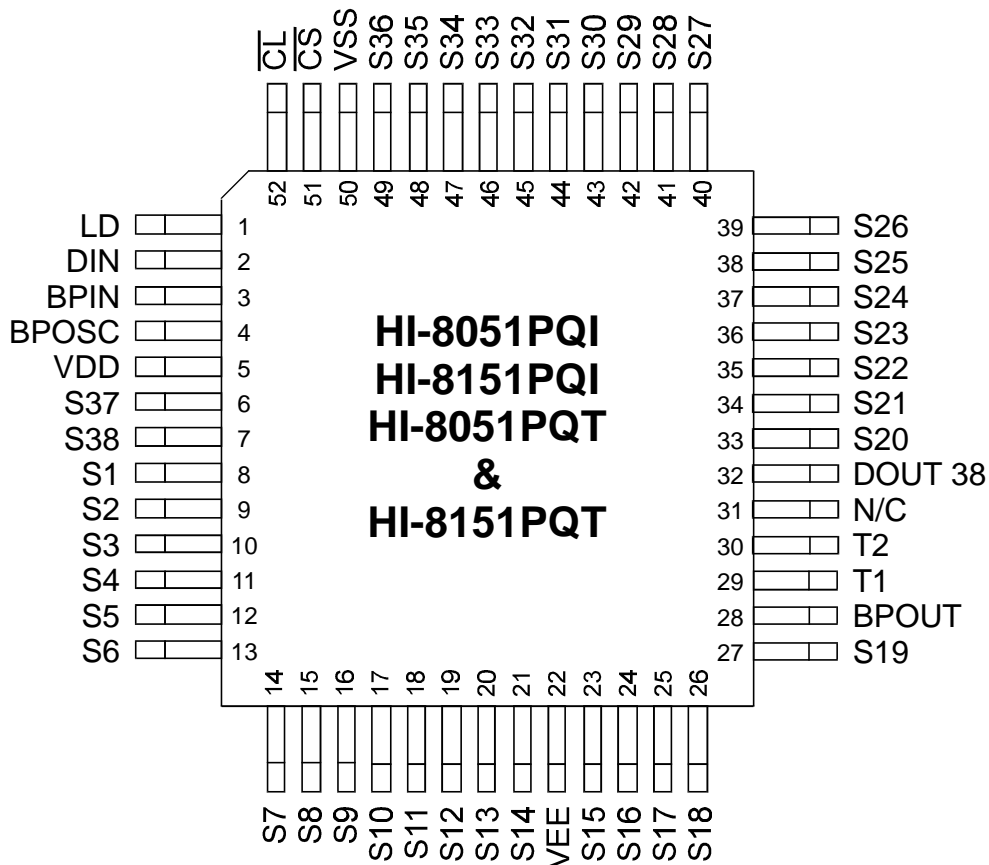 C̅L̅ C̅S̅ VSS S36 S35 S34 S33 S32 S31 S30 S29 S28 S27
52 51 50 49 48 47 46 45 44 43 42 41 40
LD 1
DIN 2
BPIN 3
BPOSC 4
VDD 5
S37 6
S38 7
S1 8
S2 9
S3 10
S4 11
S5 12
S6 13
HI-8051PQI
HI-8151PQI
HI-8051PQT
&
HI-8151PQT
39 S26
38 S25
37 S24
36 S23
35 S22
34 S21
33 S20
32 DOUT 38
31 N/C
30 T2
29 T1
28 BPOUT
27 S19
14 15 16 17 18 19 20 21 22 23 24 25 26
S7 S8 S9 S10 S11 S12 S13 S14 VEE S15 S16 S17 S18